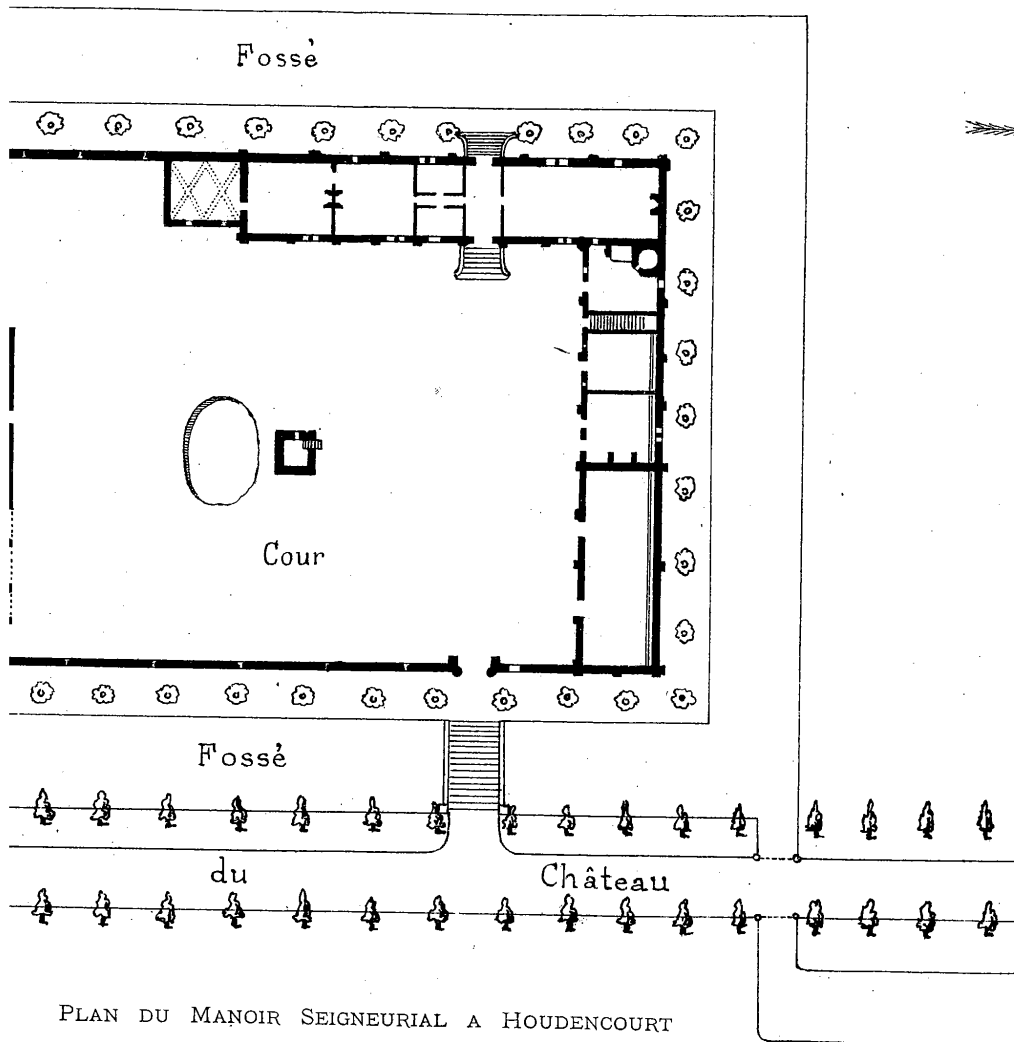 Fossé
Cour
Fossé
du Château
PLAN DU MANOIR SEIGNEURIAL A HOUDENCOURT